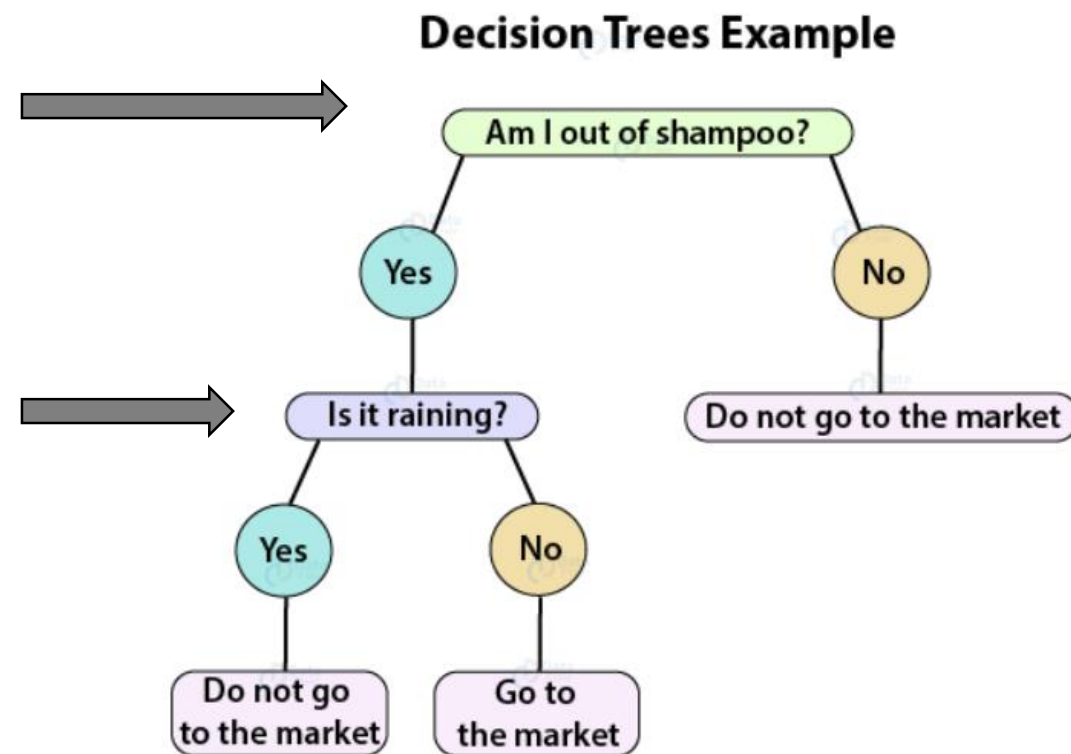 Decision Trees Example
Am I out of shampoo?
Yes
No
Is it raining?
Do not go to the market
Yes
No
Do not go
to the market
Go to
the market